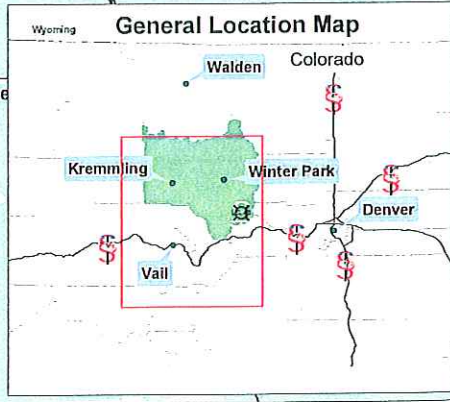 General Location Map
Wyoming
Colorado
Walden
Kremmling
Winter Park
Denver
Vail